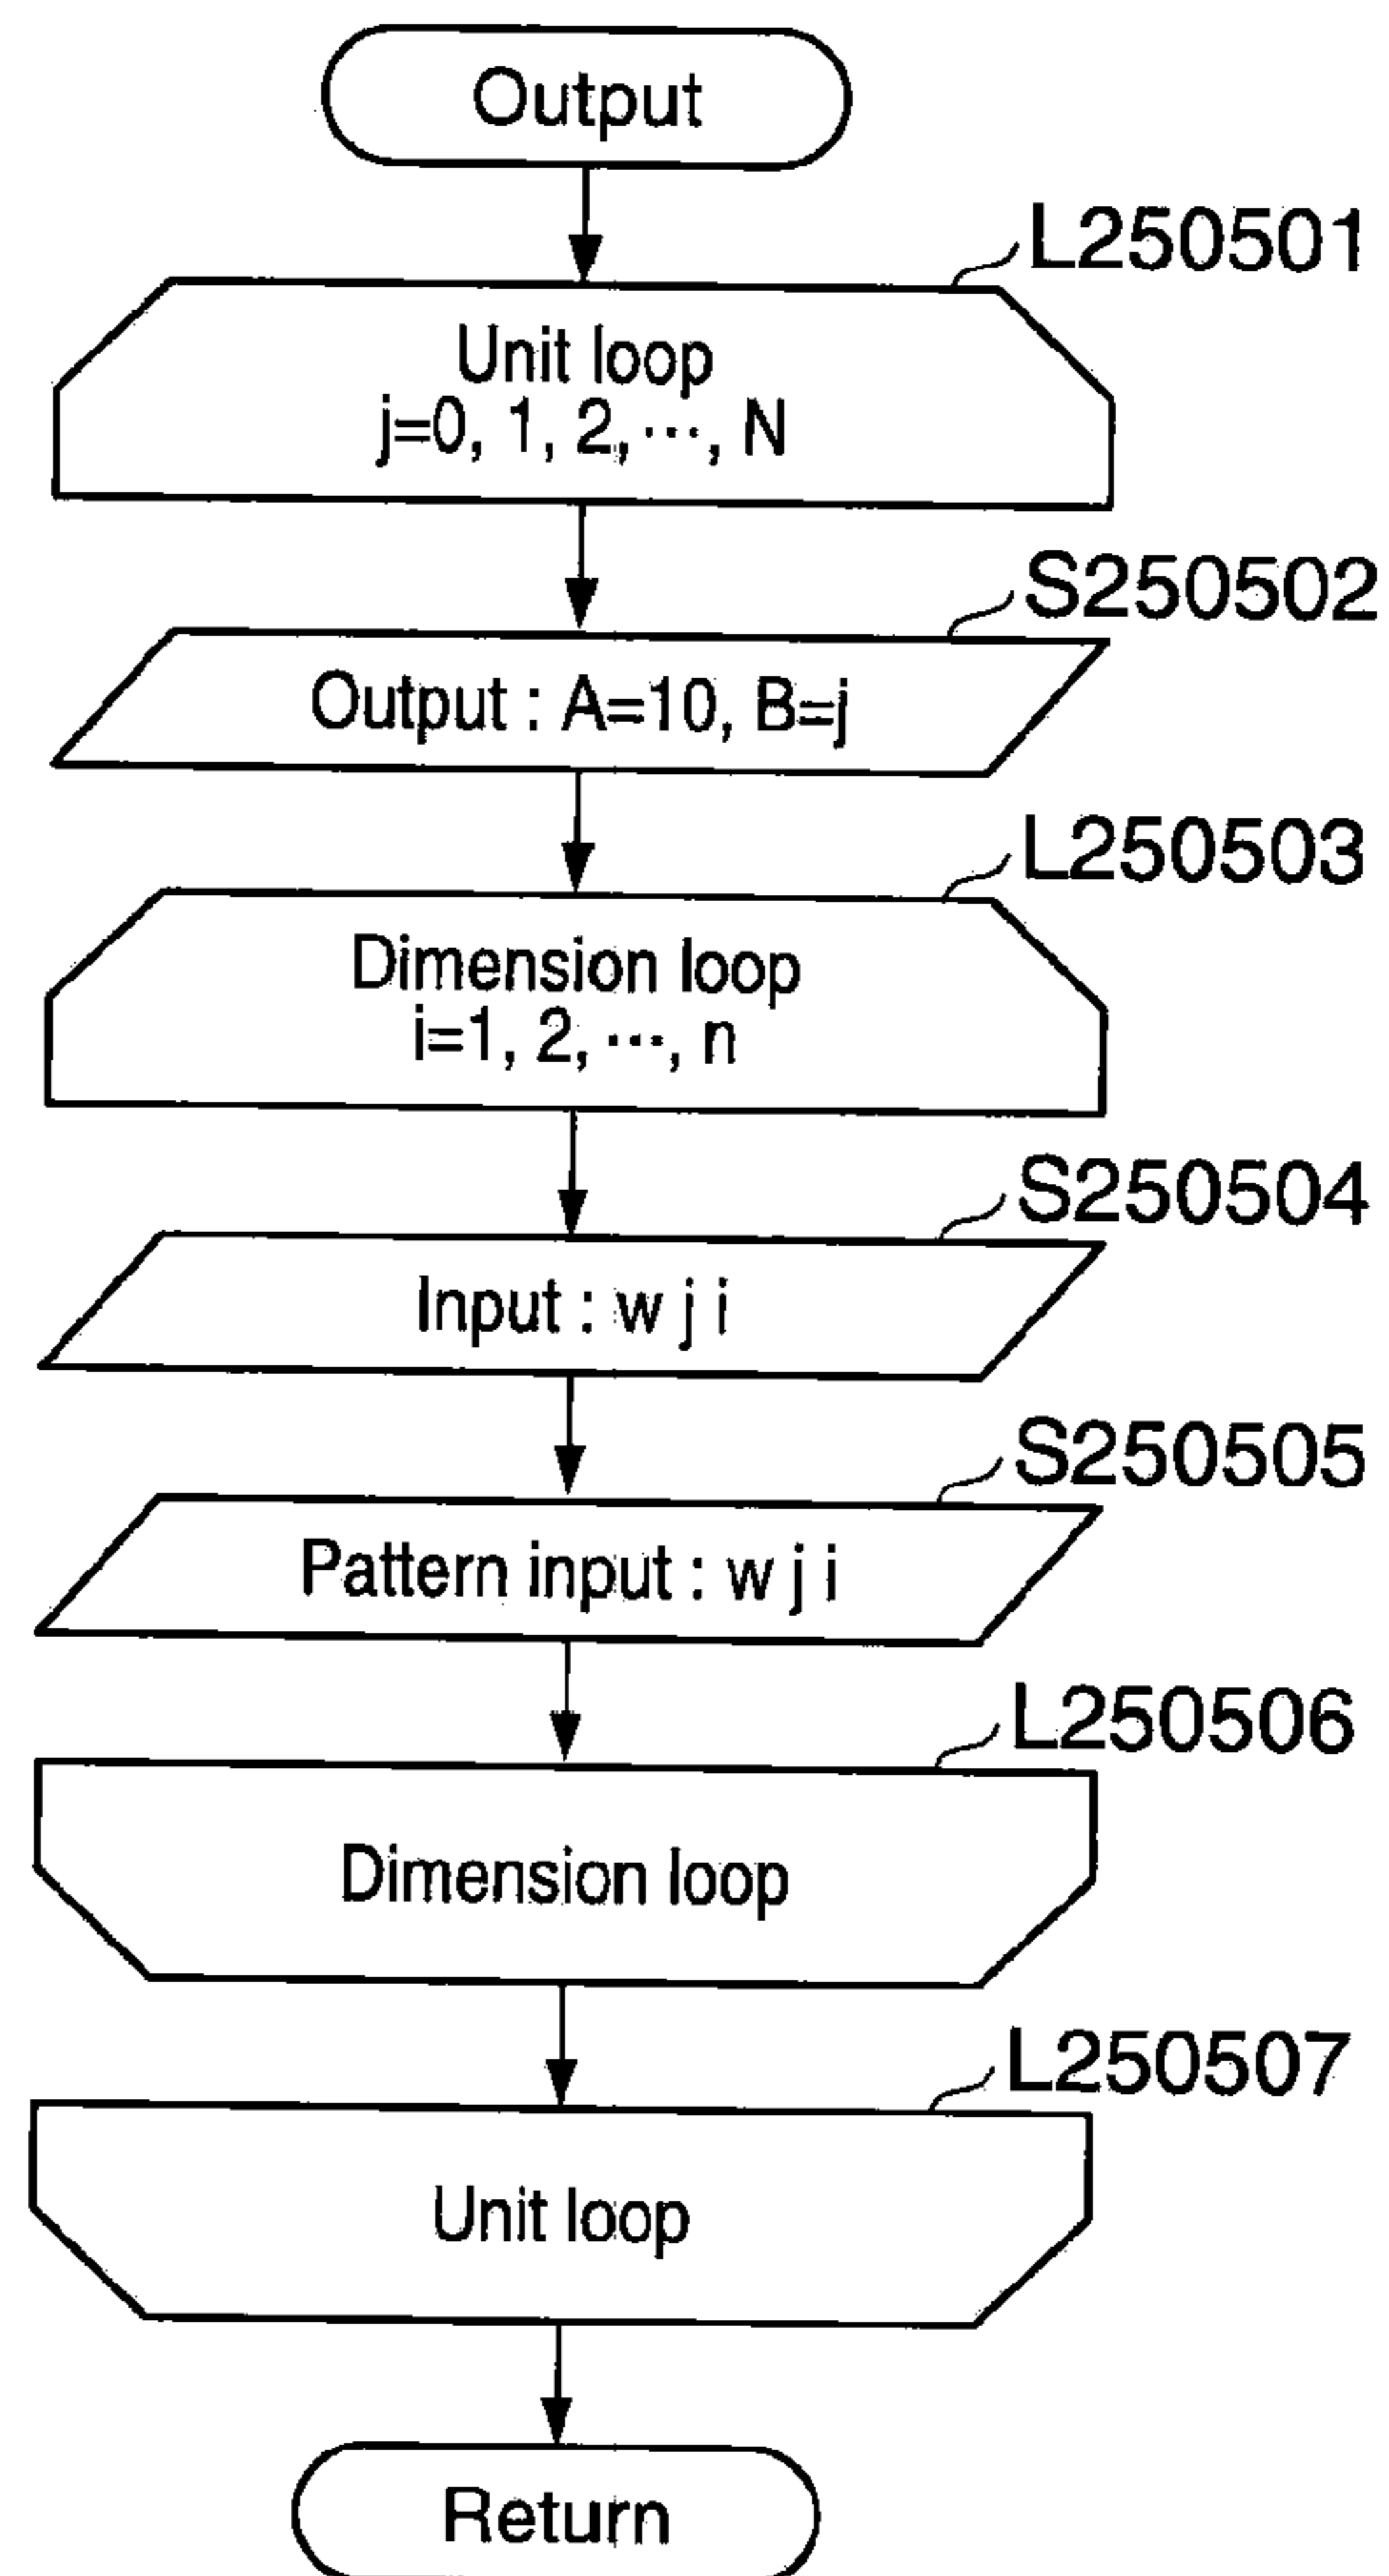 Output
L250501
Unit loop
j=0, 1, 2, ⋯, N
S250502
Output : A=10, B=j
L250503
Dimension loop
i=1, 2, ⋯, n
S250504
Input : w j i
S250505
Pattern input : w j i
L250506
Dimension loop
L250507
Unit loop
Return